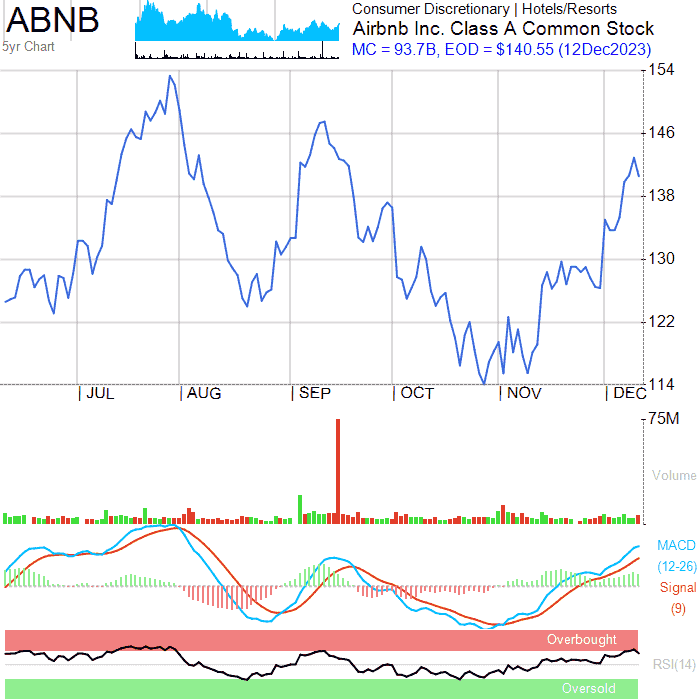 ABNB
5yr Chart
Consumer Discretionary | Hotels/Resorts
Airbnb Inc. Class A Common Stock
MC = 93.7B, EOD = $140.55 (12Dec2023)
154
146
138
130
122
114
| JUL | AUG | SEP | OCT | NOV | DEC
75M
Volume
MACD
(12-26)
Signal
(9)
Overbought
RSI(14)
Oversold